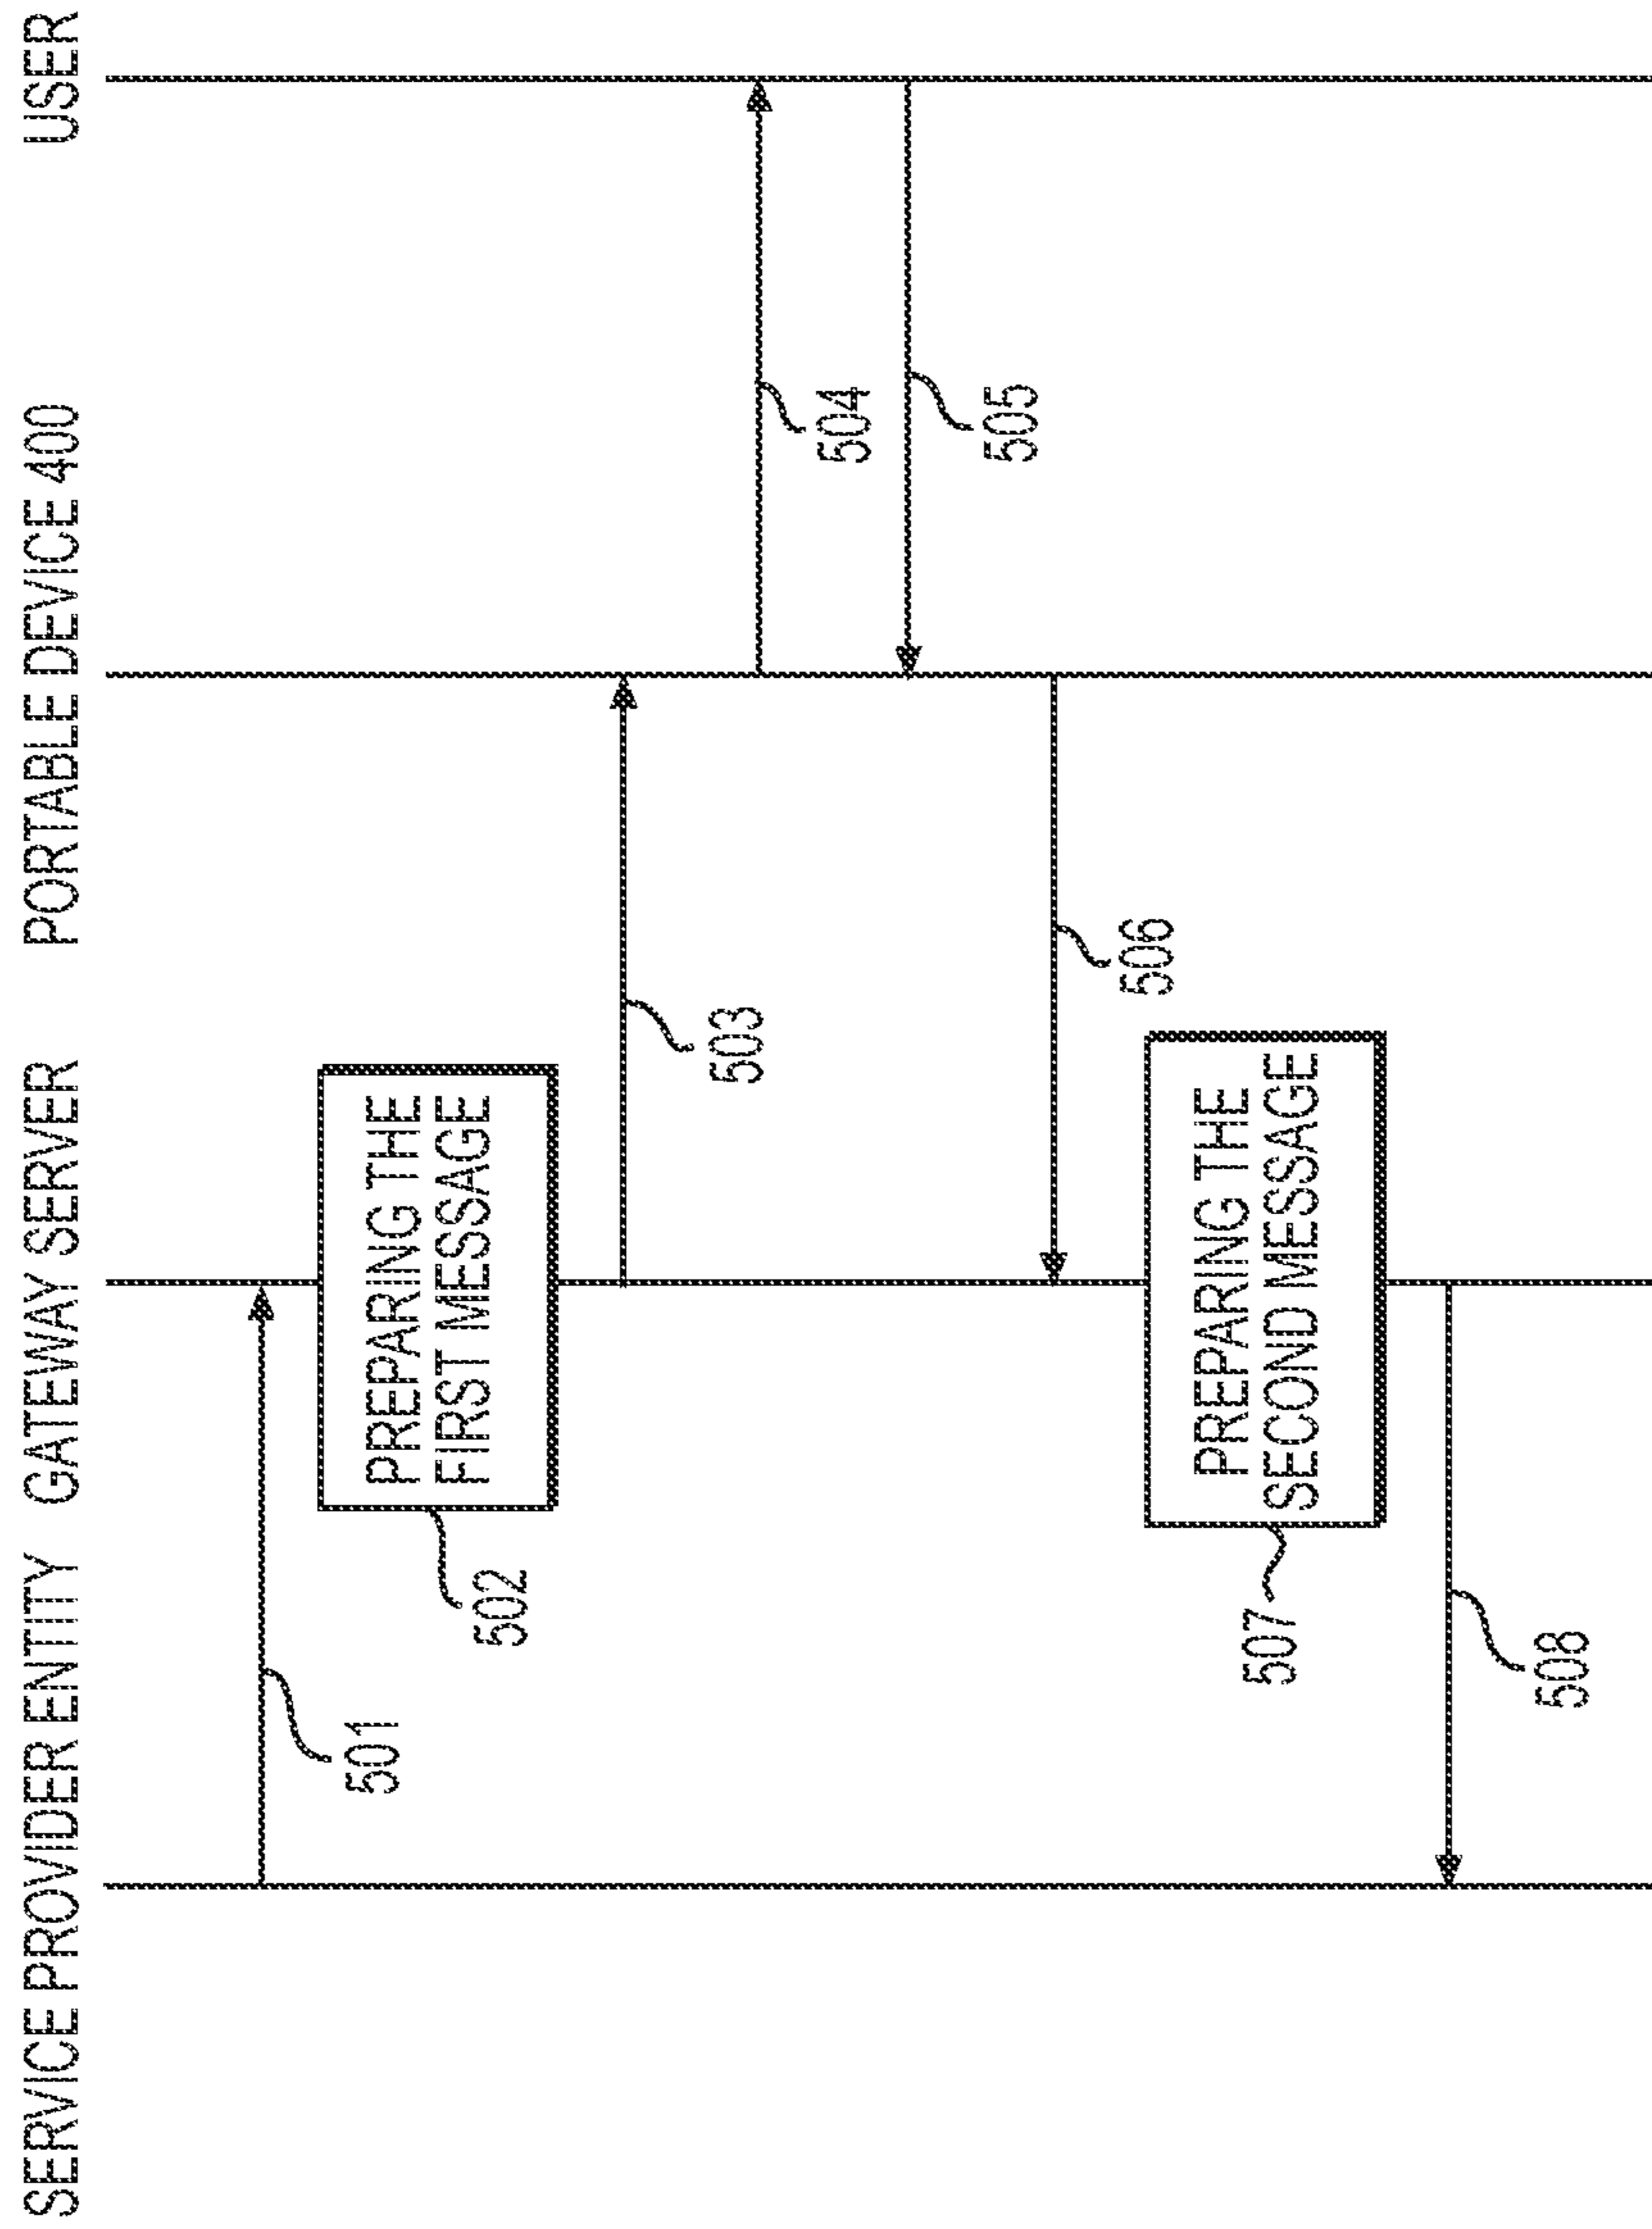 SERVICE PROVIDER ENTITY
GATEWAY SERVER
PORTABLE DEVICE 400
USER
501
PREPARING THE
FIRST MESSAGE
502
503
504
505
506
PREPARING THE
SECOND MESSAGE
507
508